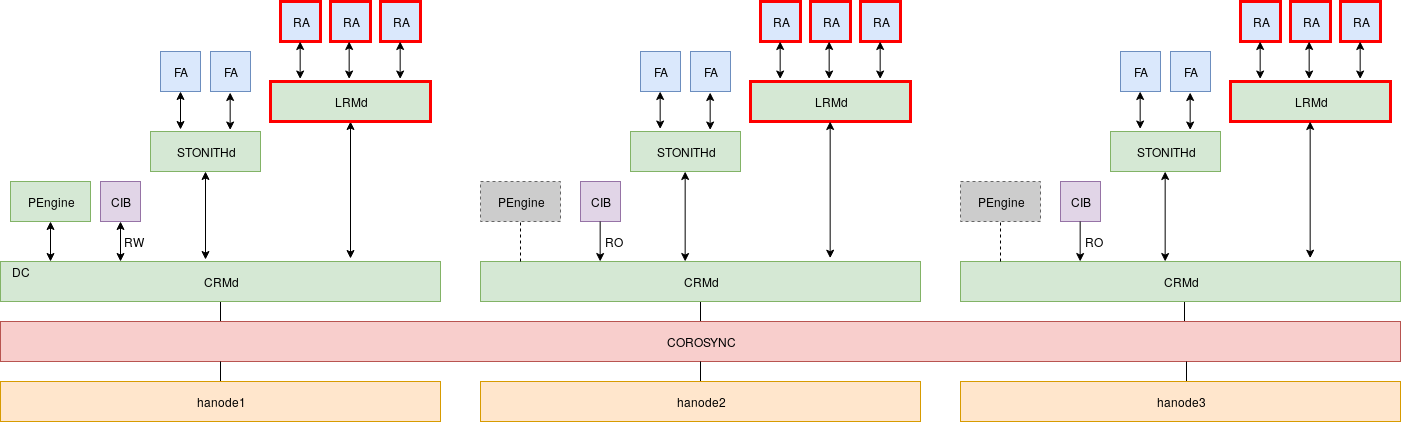 RA RA RA RA RA RA RA RA RA
FA FA FA FA FA FA
LRMd LRMd LRMd
STONITHd STONITHd STONITHd
PEngine CIB PEngine CIB PEngine CIB
RW RO RO
DC
CRMd CRMd CRMd
COROSYNC
hanode1 hanode2 hanode3